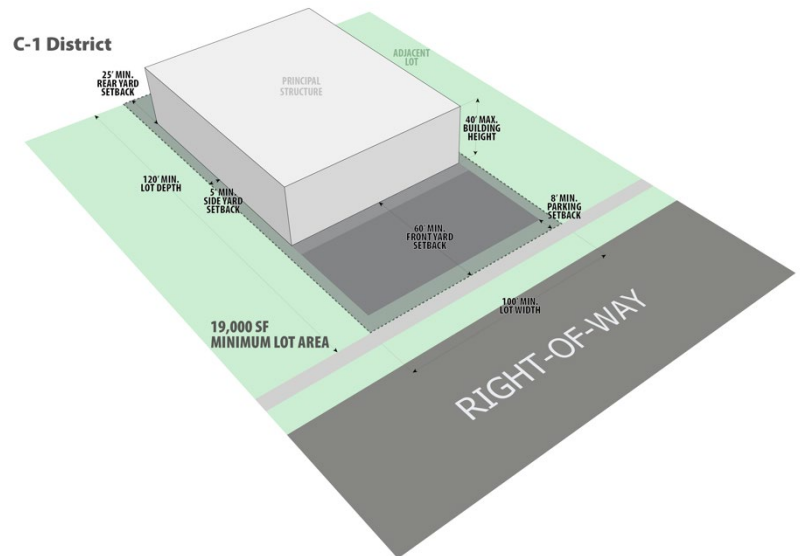 C-1 District
ADJACENT
LOT
25' MIN.
REAR YARD
SETBACK
PRINCIPAL
STRUCTURE
40' MAX.
BUILDING
HEIGHT
120' MIN.
LOT DEPTH
5' MIN.
SIDE YARD
SETBACK
8' MIN.
PARKING
SETBACK
60' MIN.
FRONT YARD
SETBACK
100' MIN.
LOT WIDTH
19,000 SF
MINIMUM LOT AREA
RIGHT-OF-WAY